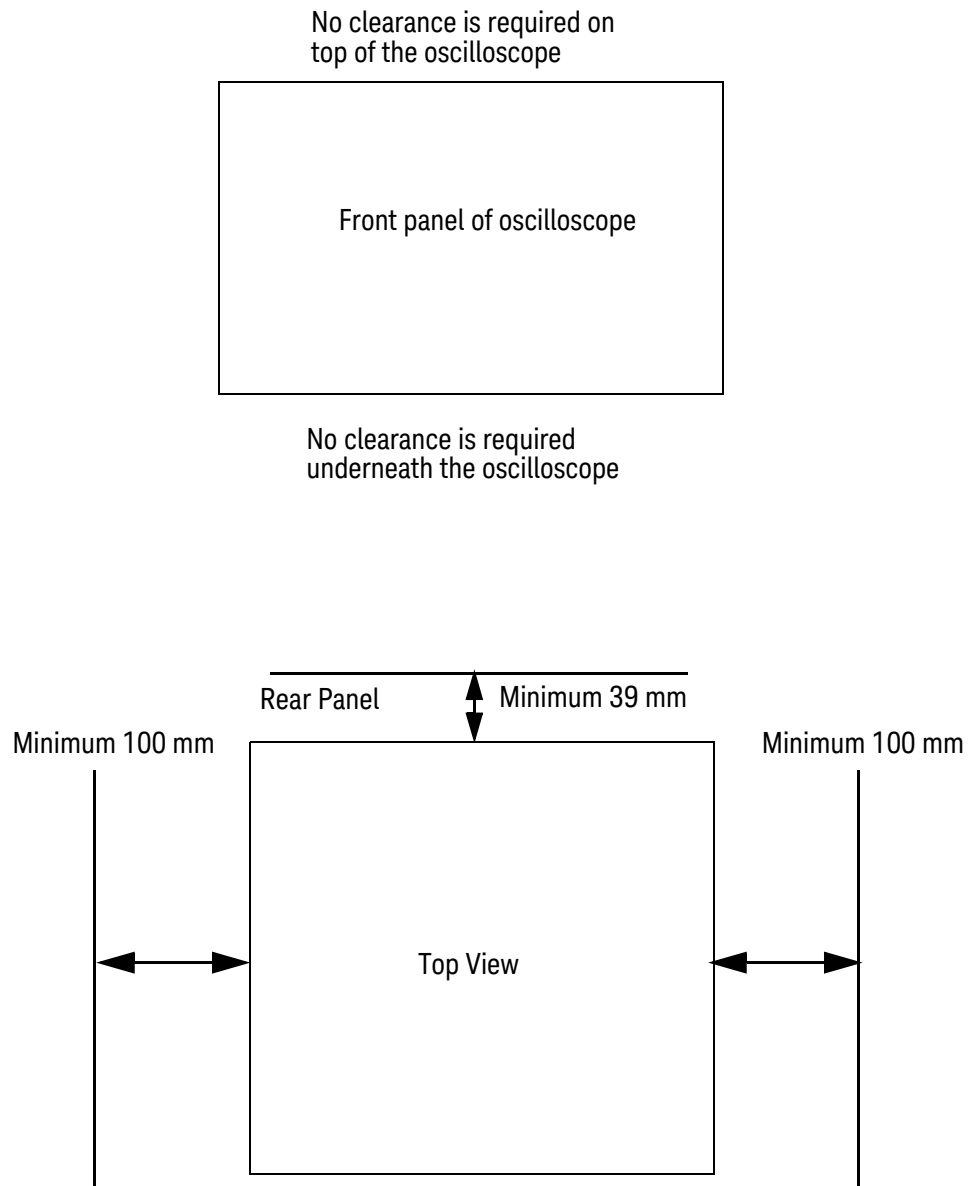 No clearance is required on
top of the oscilloscope
Front panel of oscilloscope
No clearance is required
underneath the oscilloscope
Rear Panel
Minimum 39 mm
Minimum 100 mm
Minimum 100 mm
Top View